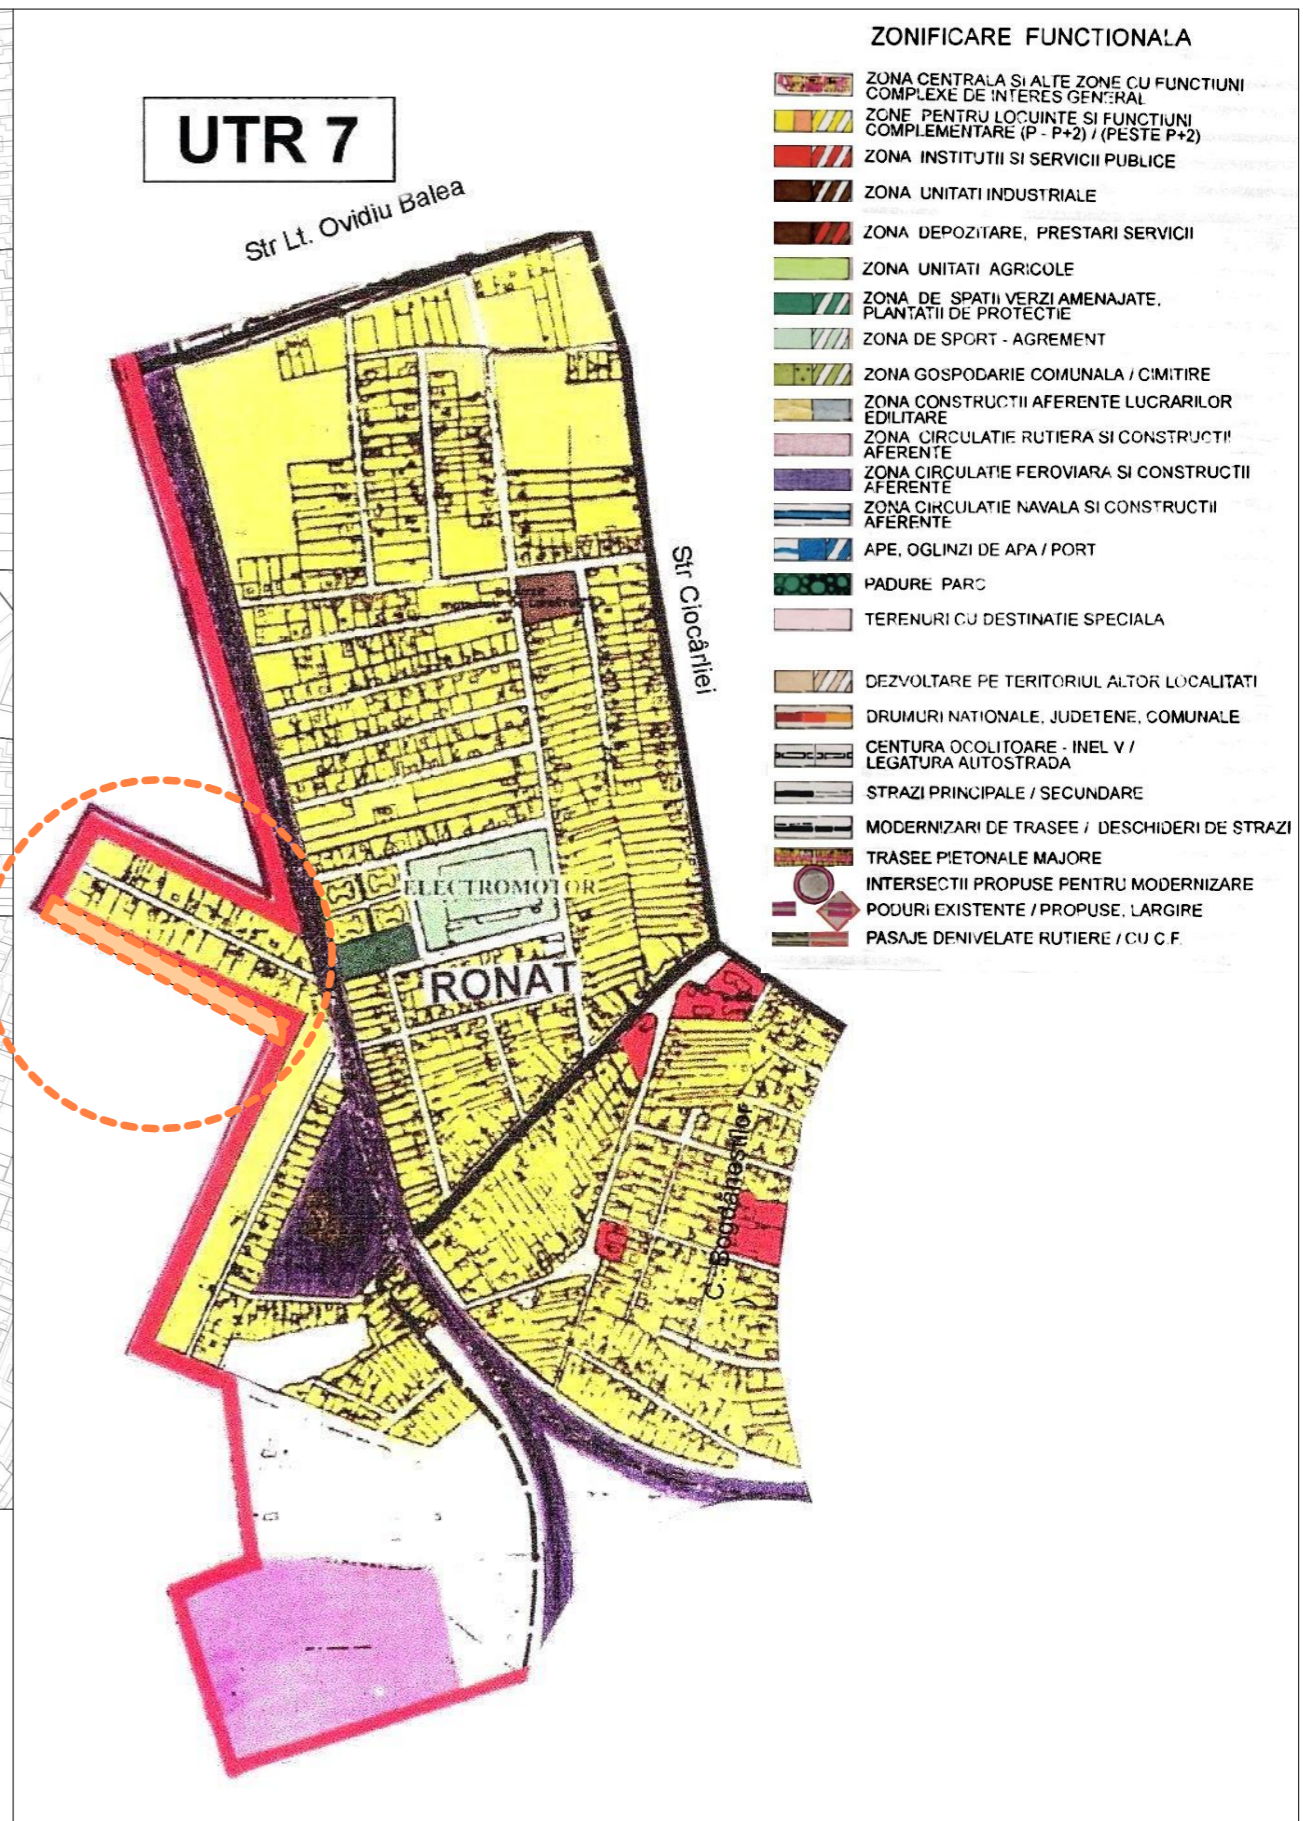 UTR 7
Str Lt. Ovidiu Balea
Str Ciocârliei
ELECTROMOTOR
RONAT
C. Bogdăneștilor
ZONIFICARE FUNCTIONALA
ZONA CENTRALA SI ALTE ZONE CU FUNCTIUNI
COMPLEXE DE INTERES GENERAL
ZONE PENTRU LOCUINTE SI FUNCTIUNI
COMPLEMENTARE (P - P+2) / (PESTE P+2)
ZONA INSTITUTII SI SERVICII PUBLICE
ZONA UNITATI INDUSTRIALE
ZONA DEPOZITARE, PRESTARI SERVICII
ZONA UNITATI AGRICOLE
ZONA DE SPATII VERZI AMENAJATE,
PLANTATII DE PROTECTIE
ZONA DE SPORT - AGREMENT
ZONA GOSPODARIE COMUNALA / CIMITIRE
ZONA CONSTRUCTII AFERENTE LUCRARILOR
EDILITARE
ZONA CIRCULATIE RUTIERA SI CONSTRUCTII
AFERENTE
ZONA CIRCULATIE FEROVIARA SI CONSTRUCTII
AFERENTE
ZONA CIRCULATIE NAVALA SI CONSTRUCTII
AFERENTE
APE, OGLINZI DE APA / PORT
PADURE PARC
TERENURI CU DESTINATIE SPECIALA
DEZVOLTARE PE TERITORIUL ALTOR LOCALITATI
DRUMURI NATIONALE, JUDETENE, COMUNALE
CENTURA OCOLITOARE - INEL V /
LEGATURA AUTOSTRADA
STRAZI PRINCIPALE / SECUNDARE
MODERNIZARI DE TRASEE / DESCHIDERI DE STRAZI
TRASEE PIETONALE MAJORE
INTERSECTII PROPUSE PENTRU MODERNIZARE
PODURI EXISTENTE / PROPUSE, LARGIRE
PASAJE DENIVELATE RUTIERE / CU C.F.